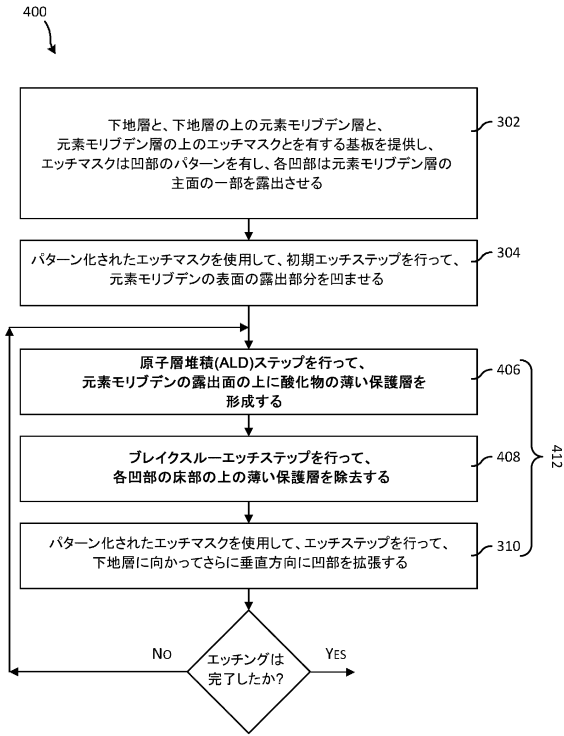 400
下地層と、下地層の上の元素モリブデン層と、
元素モリブデン層の上のエッチマスクとを有する基板を提供し、
エッチマスクは凹部のパターンを有し、各凹部は元素モリブデン層の
主面の一部を露出させる
302
パターン化されたエッチマスクを使用して、初期エッチステップを行って、
元素モリブデンの表面の露出部分を凹ませる
304
原子層堆積(ALD)ステップを行って、
元素モリブデンの露出面の上に酸化物の薄い保護層を
形成する
406
ブレイクスルーエッチステップを行って、
各凹部の床部の上の薄い保護層を除去する
408
412
パターン化されたエッチマスクを使用して、エッチステップを行って、
下地層に向かってさらに垂直方向に凹部を拡張する
310
エッチングは
完了したか?
NO
YES